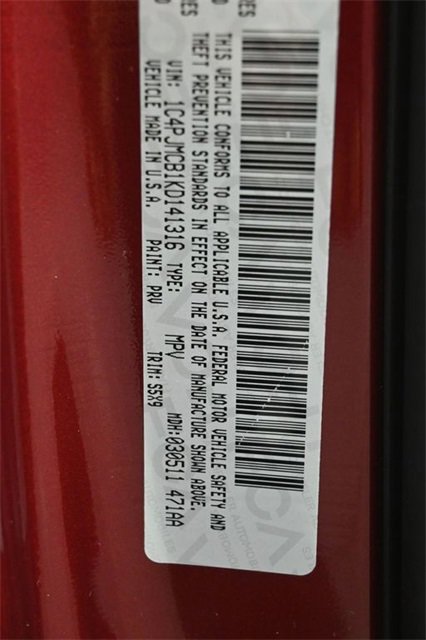 THIS VEHICLE CONFORMS TO ALL APPLICABLE U.S.A. FEDERAL MOTOR VEHICLE SAFETY AND
THEFT PREVENTION STANDARDS IN EFFECT ON THE DATE OF MANUFACTURE SHOWN ABOVE.
VIN: 1C4PJMCB1KD141316 TYPE: MPV MDH: 030511 471AA
VEHICLE MADE IN U.S.A. PAINT: PRV TRIM: S5X9